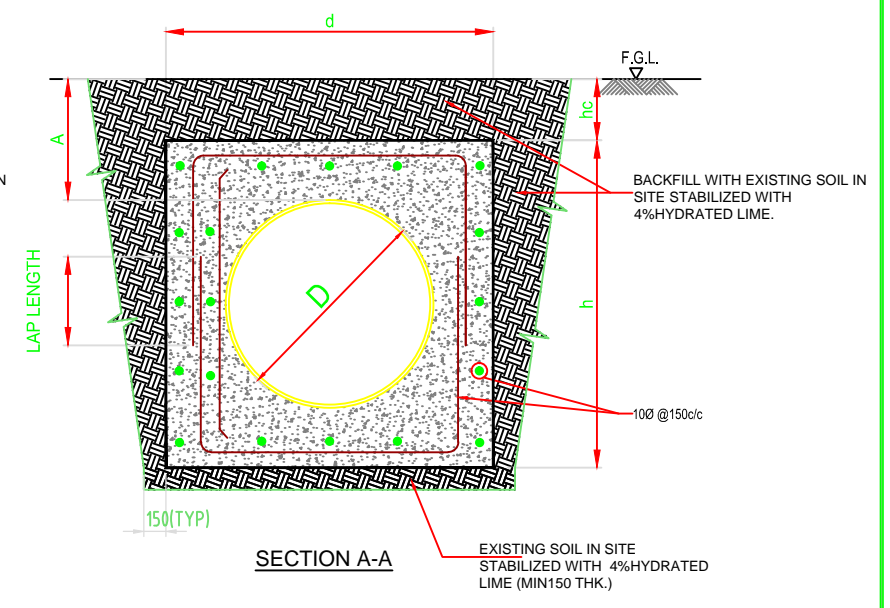 d
F.G.L.
A
hc
N
BACKFILL WITH EXISTING SOIL IN
SITE STABILIZED WITH
4%HYDRATED LIME.
LAP LENGTH
D
h
10Ø @150c/c
150(TYP)
SECTION A-A
EXISTING SOIL IN SITE
STABILIZED WITH 4%HYDRATED
LIME (MIN150 THK.)